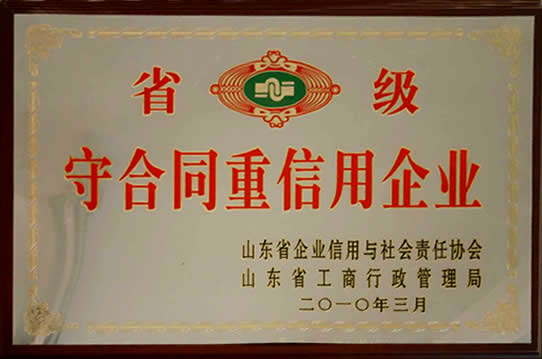 省 级
守合同重信用企业
山东省企业信用与社会责任协会
山东省工商行政管理局
二〇一〇年三月